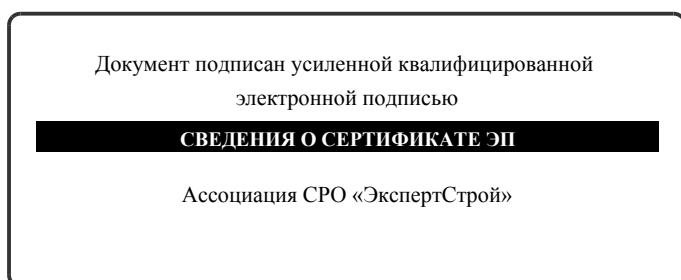 Документ подписан усиленной квалифицированной
электронной подписью
СВЕДЕНИЯ О СЕРТИФИКАТЕ ЭП
Ассоциация СРО «ЭкспертСтрой»